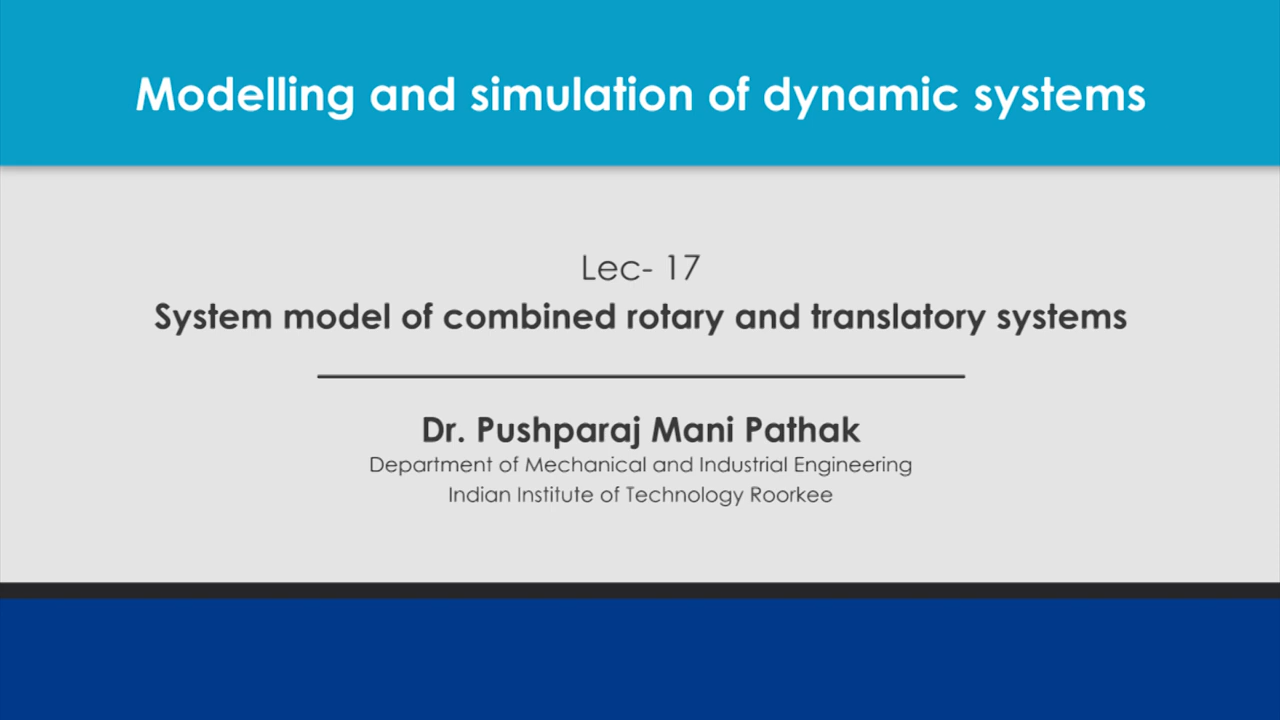 Modelling and simulation of dynamic systems
Lec- 17
System model of combined rotary and translatory systems
Dr. Pushparaj Mani Pathak
Department of Mechanical and Industrial Engineering
Indian Institute of Technology Roorkee